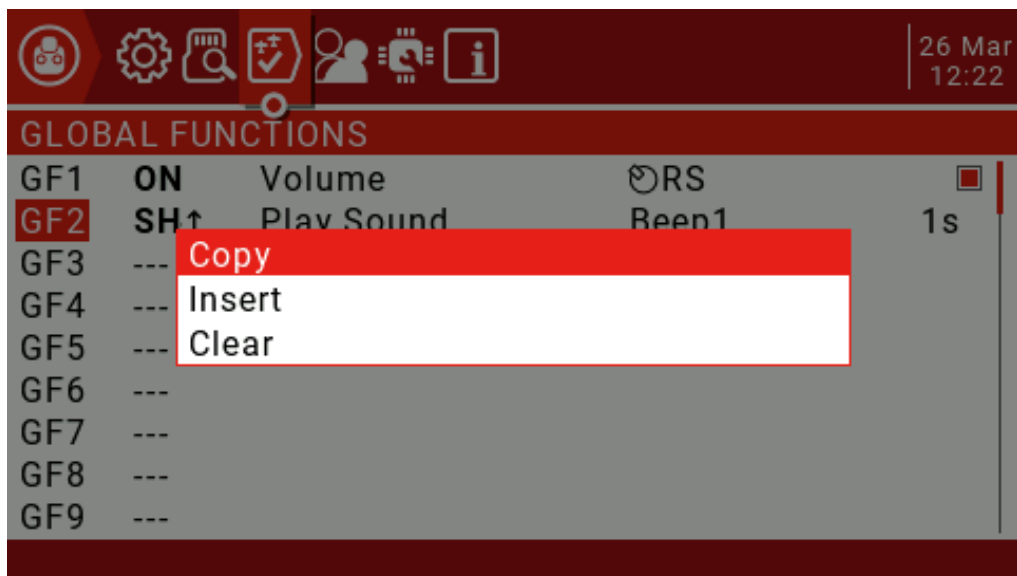 26 Mar
12:22
GLOBAL FUNCTIONS
GF1 ON Volume RS
GF2 SH↑ Play Sound Beep1 1s
GF3 --- Copy
GF4 --- Insert
GF5 --- Clear
GF6 ---
GF7 ---
GF8 ---
GF9 ---